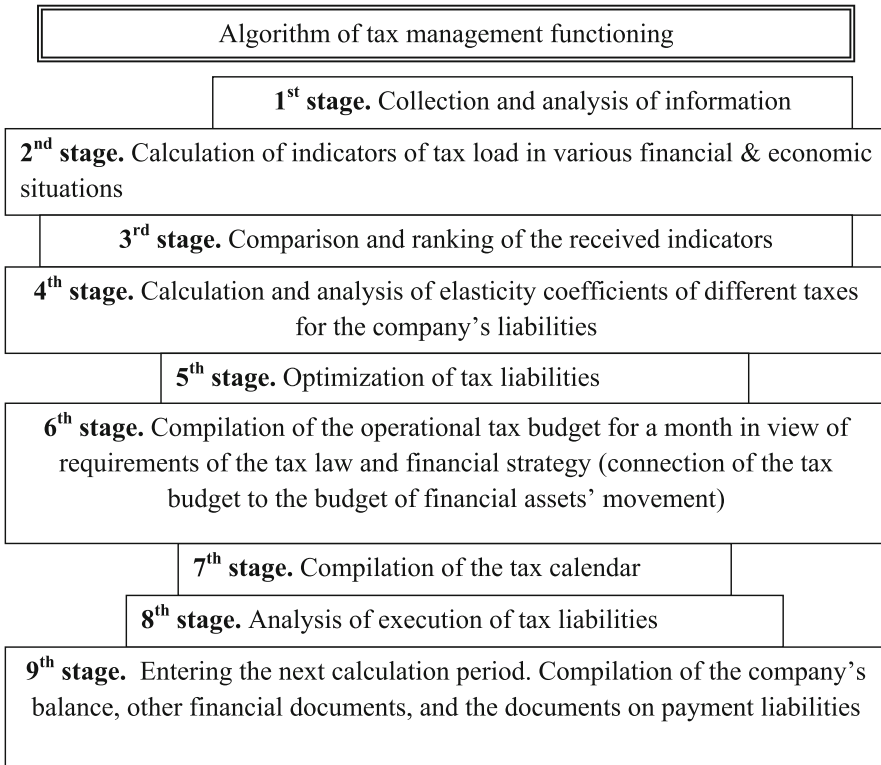 Algorithm of tax management functioning
1st stage. Collection and analysis of information
2nd stage. Calculation of indicators of tax load in various financial & economic
situations
3rd stage. Comparison and ranking of the received indicators
4th stage. Calculation and analysis of elasticity coefficients of different taxes
for the company’s liabilities
5th stage. Optimization of tax liabilities
6th stage. Compilation of the operational tax budget for a month in view of
requirements of the tax law and financial strategy (connection of the tax
budget to the budget of financial assets’ movement)
7th stage. Compilation of the tax calendar
8th stage. Analysis of execution of tax liabilities
9th stage. Entering the next calculation period. Compilation of the company’s
balance, other financial documents, and the documents on payment liabilities